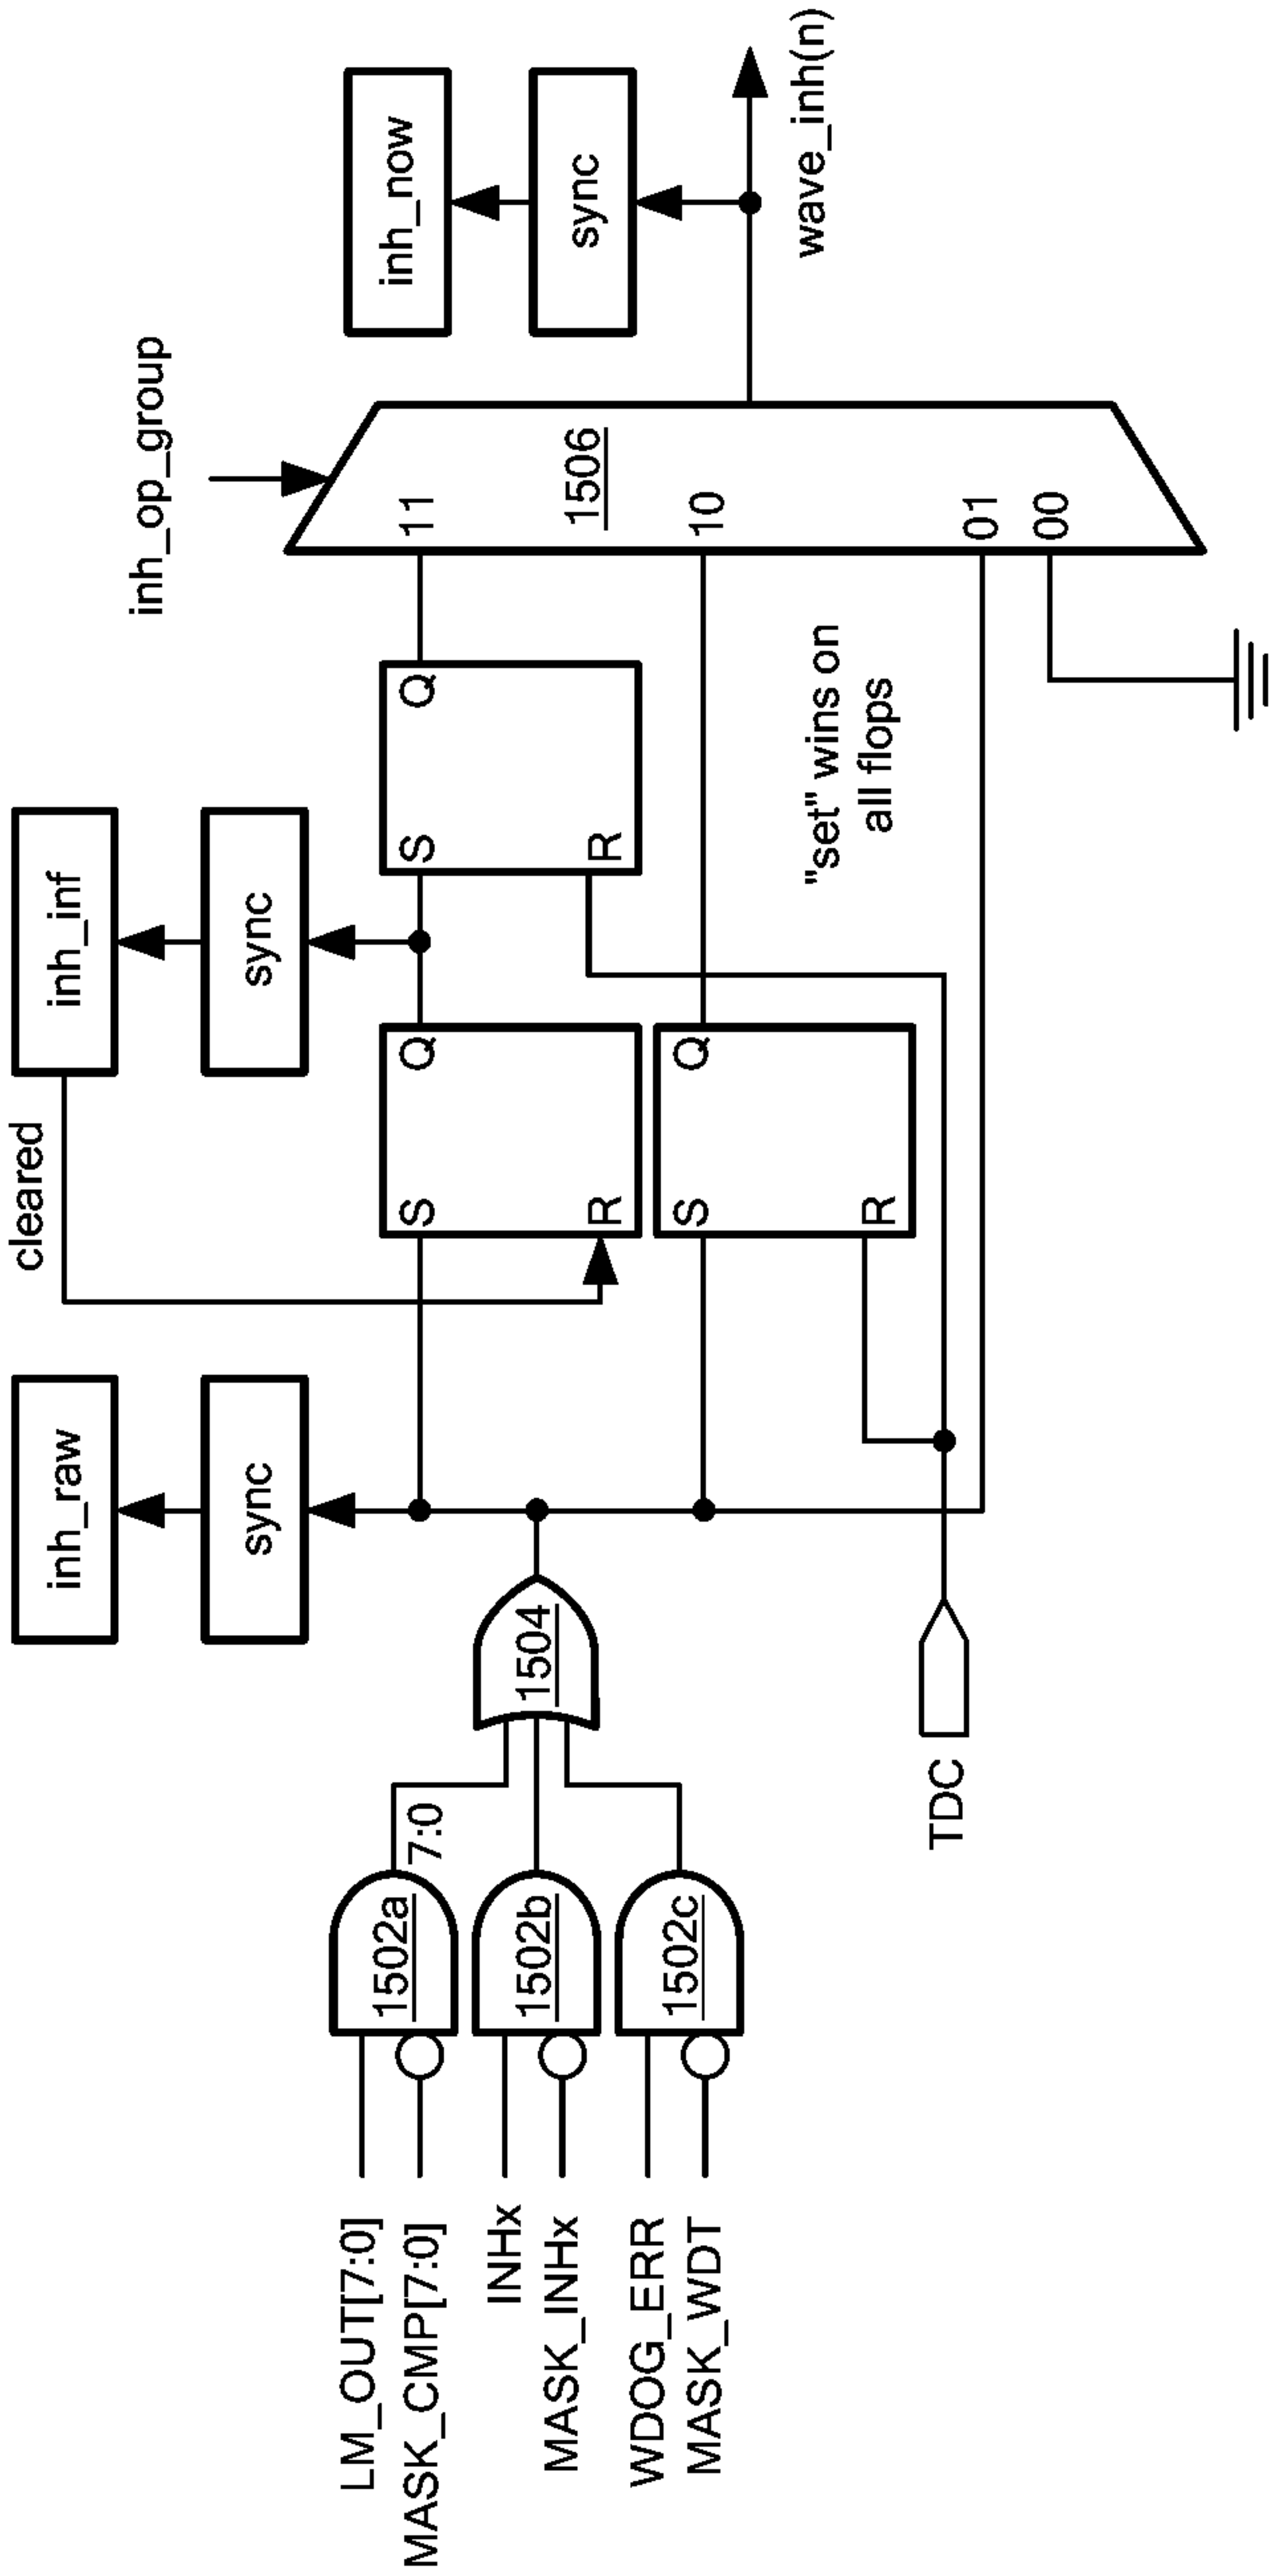 LM_OUT[7:0]
MASK_CMP[7:0]
INHx
MASK_INHx
WDOG_ERR
MASK_WDT
1502a
7:0
1502b
1502c
1504
TDC
inh_raw
sync
cleared
inh_inf
sync
S
Q
R
S
Q
R
S
Q
R
"set" wins on
all flops
inh_op_group
11
10
01
00
1506
inh_now
sync
wave_inh(n)